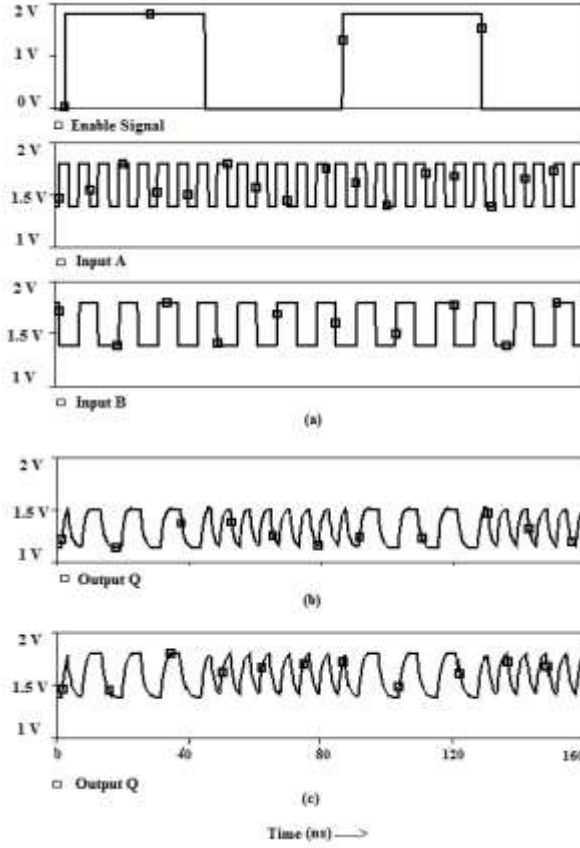 2 V
1 V
0 V
Enable Signal
2 V
1.5 V
1 V
Input A
2 V
1.5 V
1 V
Input B
(a)
2 V
1.5 V
1 V
Output Q
(b)
2 V
1.5 V
1 V
0 40 80 120 160
Output Q
(c)
Time (ns) ---->